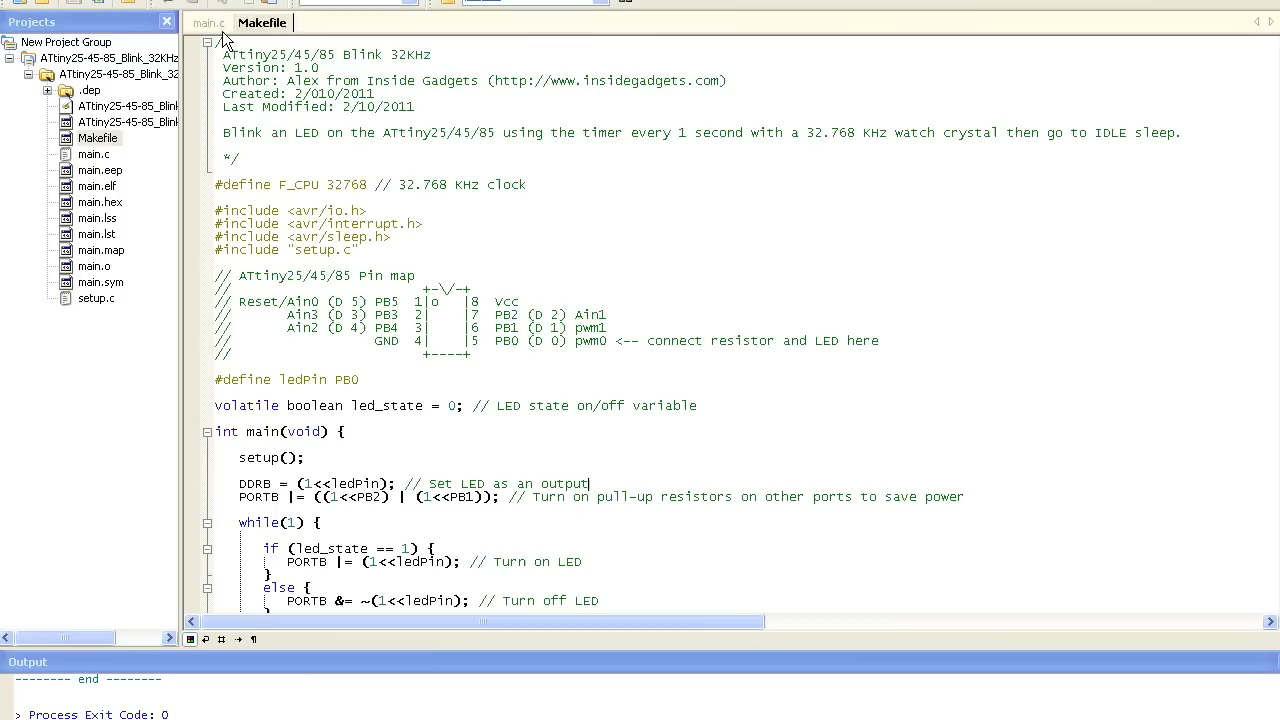 main.c Makefile
Projects
New Project Group
ATtiny25-45-85_Blink_32KHz
ATtiny25-45-85_Blink_32
.dep
ATtiny25-45-85_Blin
ATtiny25-45-85_Blin
Makefile
main.c
main.eep
main.elf
main.hex
main.lss
main.lst
main.map
main.o
main.sym
setup.c
ATtiny25/45/85 Blink 32KHz
Version: 1.0
Author: Alex from Inside Gadgets (http://www.insidegadgets.com)
Created: 2/010/2011
Last Modified: 2/10/2011
Blink an LED on the ATtiny25/45/85 using the timer every 1 second with a 32.768 KHz watch crystal then go to IDLE sleep.
*/
#define F_CPU 32768 // 32.768 KHz clock
#include <avr/io.h>
#include <avr/interrupt.h>
#include <avr/sleep.h>
#include "setup.c"
// ATtiny25/45/85 Pin map
// +-\/-+
// Reset/Ain0 (D 5) PB5 1|o |8 Vcc
// Ain3 (D 3) PB3 2| |7 PB2 (D 2) Ain1
// Ain2 (D 4) PB4 3| |6 PB1 (D 1) pwm1
// GND 4| |5 PB0 (D 0) pwm0 <-- connect resistor and LED here
// +----+
#define ledPin PB0
volatile boolean led_state = 0; // LED state on/off variable
int main(void) {
setup();
DDRB = (1<<ledPin); // Set LED as an output
PORTB |= ((1<<PB2) | (1<<PB1)); // Turn on pull-up resistors on other ports to save power
while(1) {
if (led_state == 1) {
PORTB |= (1<<ledPin); // Turn on LED
}
else {
PORTB &= ~(1<<ledPin); // Turn off LED
Output
-------- end --------
> Process Exit Code: 0